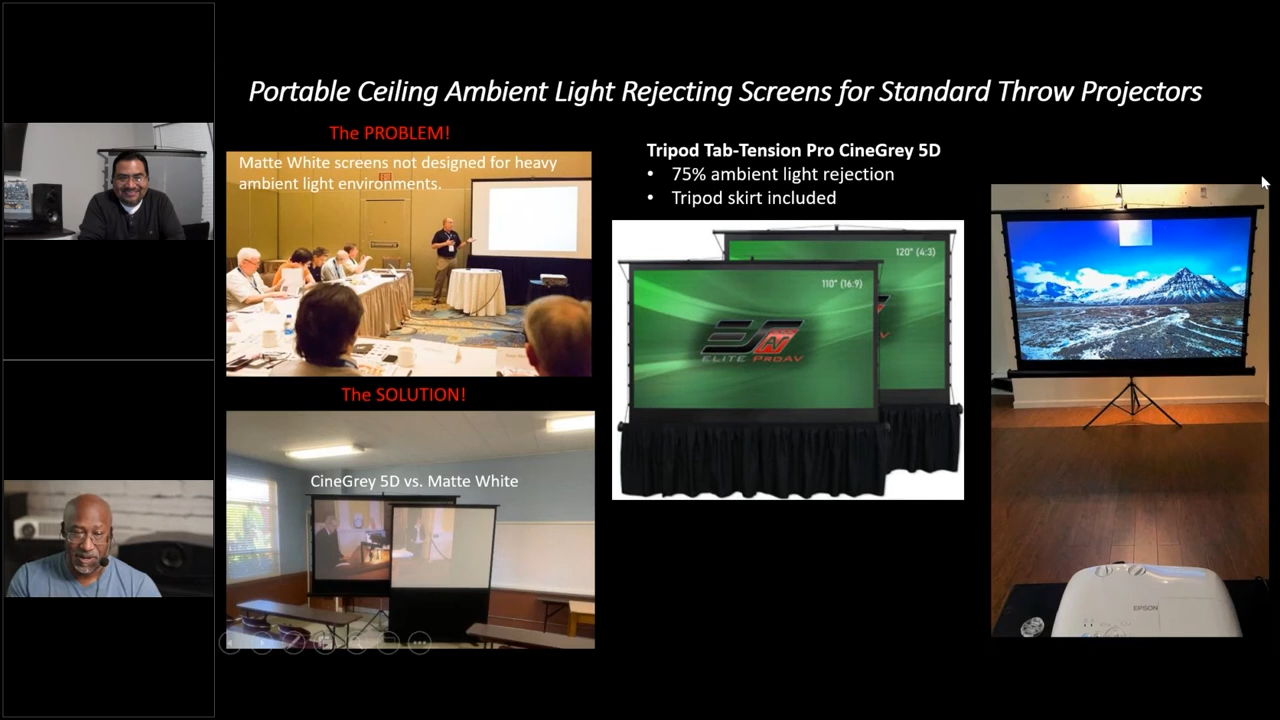 Portable Ceiling Ambient Light Rejecting Screens for Standard Throw Projectors
The PROBLEM!
Matte White screens not designed for heavy
ambient light environments.
The SOLUTION!
CineGrey 5D vs. Matte White
Tripod Tab-Tension Pro CineGrey 5D
• 75% ambient light rejection
• Tripod skirt included
120" (4:3)
110" (16:9)
ELITE PROAV
EPSON